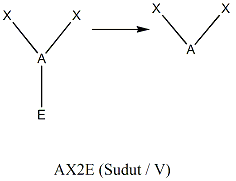 X X X X
A A
E
AX2E (Sudut / V)